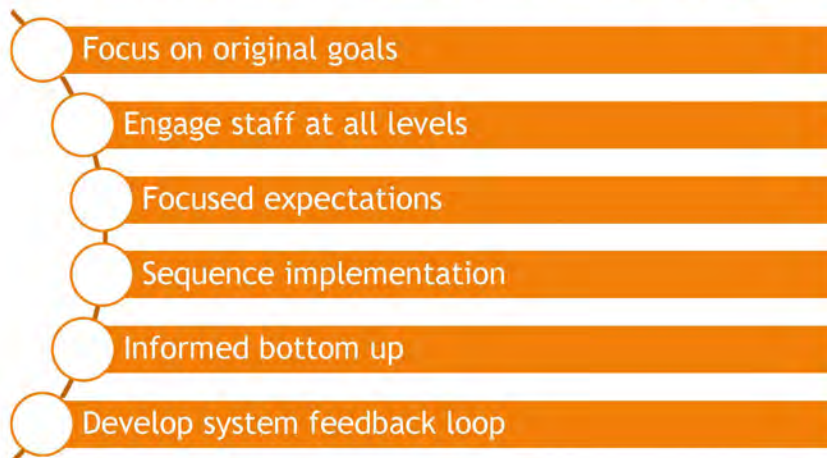 Focus on original goals
Engage staff at all levels
Focused expectations
Sequence implementation
Informed bottom up
Develop system feedback loop